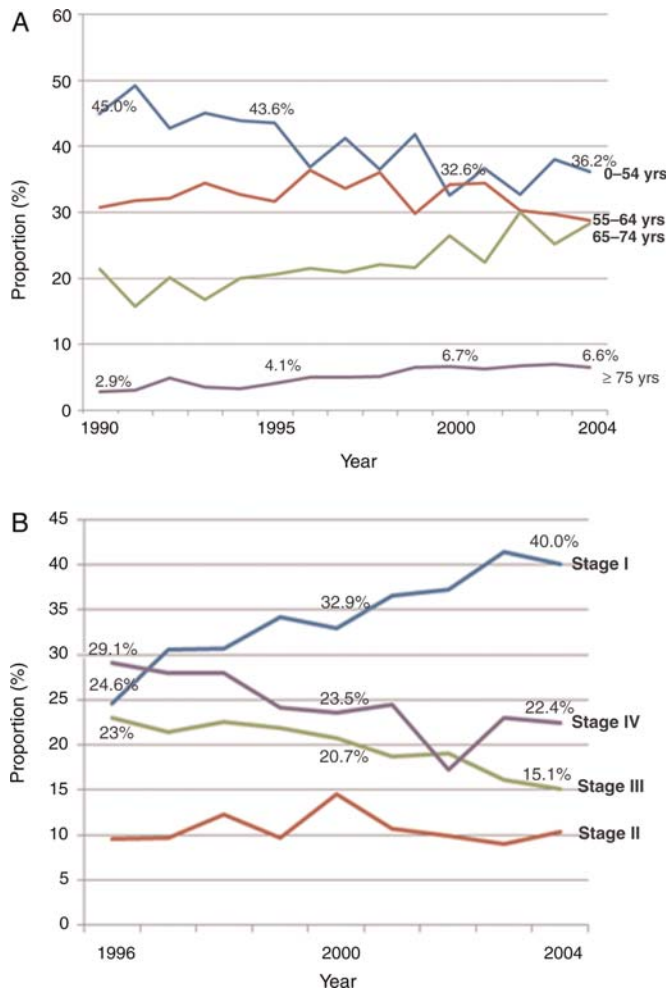 A
60
50
40
30
20
10
0
Proportion (%)
45.0%
43.6%
32.6%
36.2%
0–54 yrs
55–64 yrs
65–74 yrs
2.9%
4.1%
6.7%
6.6%
≥ 75 yrs
1990
1995
2000
2004
Year
B
45
40
35
30
25
20
15
10
5
0
Proportion (%)
40.0%
Stage I
32.9%
29.1%
24.6%
23.5%
22.4%
Stage IV
23%
20.7%
15.1%
Stage III
Stage II
1996
2000
2004
Year